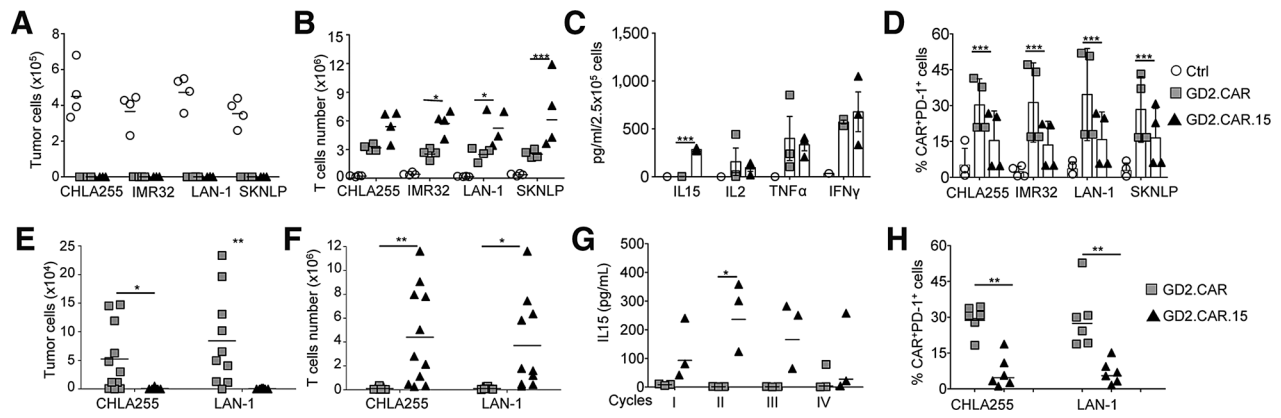 A
Tumor cells (x10⁵)
8
6
4
2
0
CHLA255 IMR32 LAN-1 SKNLP
B
T cells number (x10⁶)
15
12
9
6
3
0
* * ***
CHLA255 IMR32 LAN-1 SKNLP
C
pg/ml/2.5x10⁵ cells
1,500
1,000
500
0
***
IL15 IL2 TNFα IFNγ
D
% CAR⁺PD-1⁺ cells
60
45
30
15
0
*** *** *** ***
CHLA255 IMR32 LAN-1 SKNLP
Ctrl
GD2.CAR
GD2.CAR.15
E
Tumor cells (x10⁴)
25
20
15
10
5
0
* **
CHLA255 LAN-1
F
T cells number (x10⁶)
12
10
8
6
4
2
0
** *
CHLA255 LAN-1
G
IL15 (pg/mL)
500
400
300
200
100
0
*
Cycles I II III IV
H
% CAR⁺PD-1⁺ cells
60
45
30
15
0
** **
CHLA255 LAN-1
GD2.CAR
GD2.CAR.15